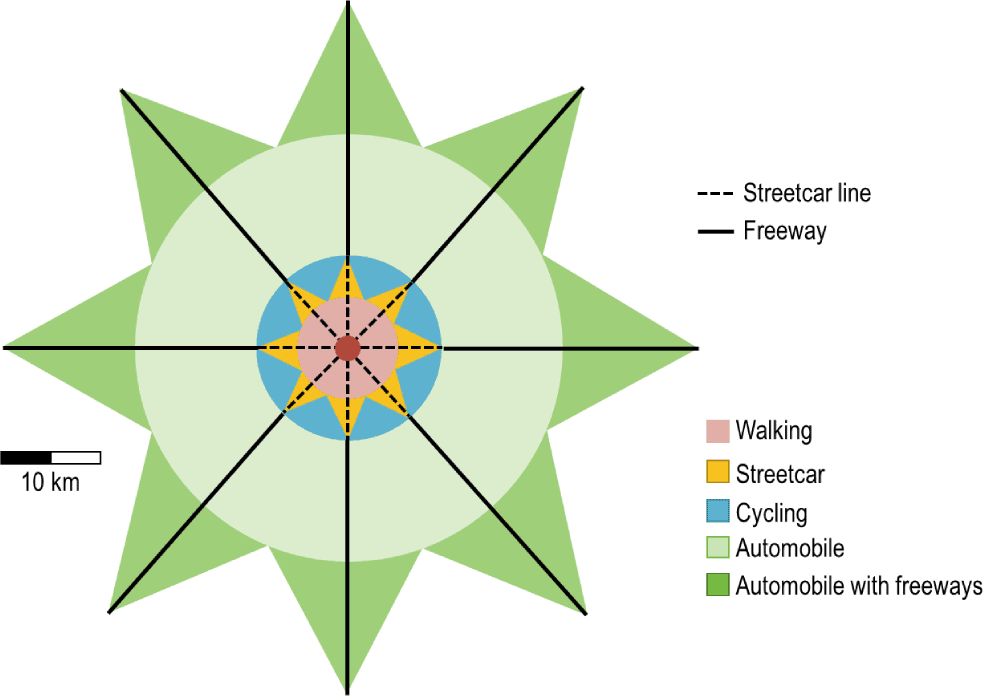 Streetcar line
Freeway
Walking
Streetcar
Cycling
Automobile
Automobile with freeways
10 km